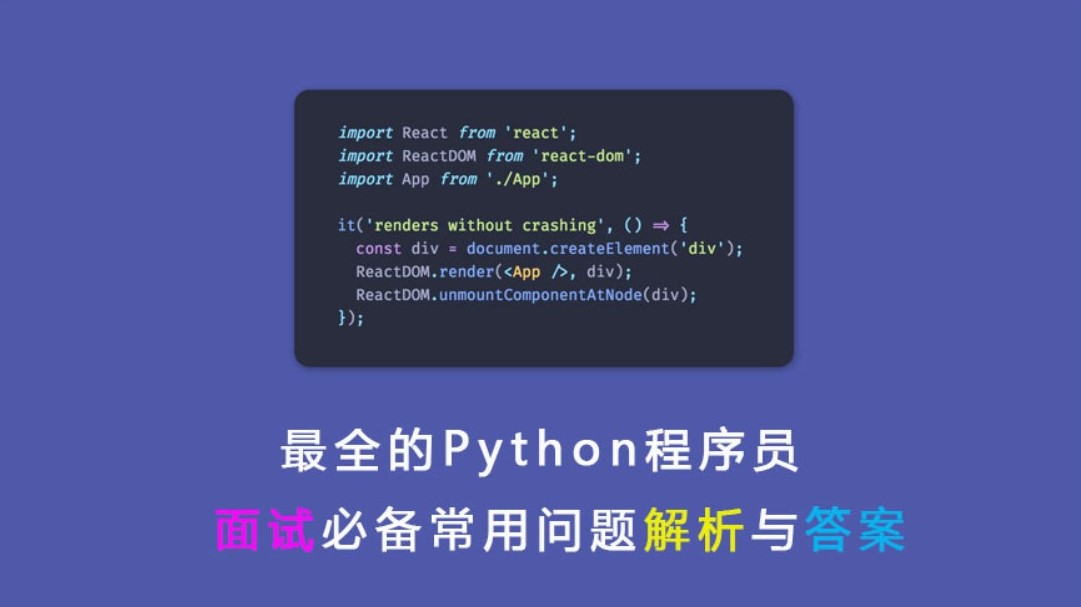 import React from 'react';
import ReactDOM from 'react-dom';
import App from './App';
it('renders without crashing', () => {
  const div = document.createElement('div');
  ReactDOM.render(<App />, div);
  ReactDOM.unmountComponentAtNode(div);
});
最全的Python程序员
面试必备常用问题解析与答案